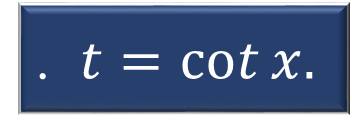 . t = cot x.